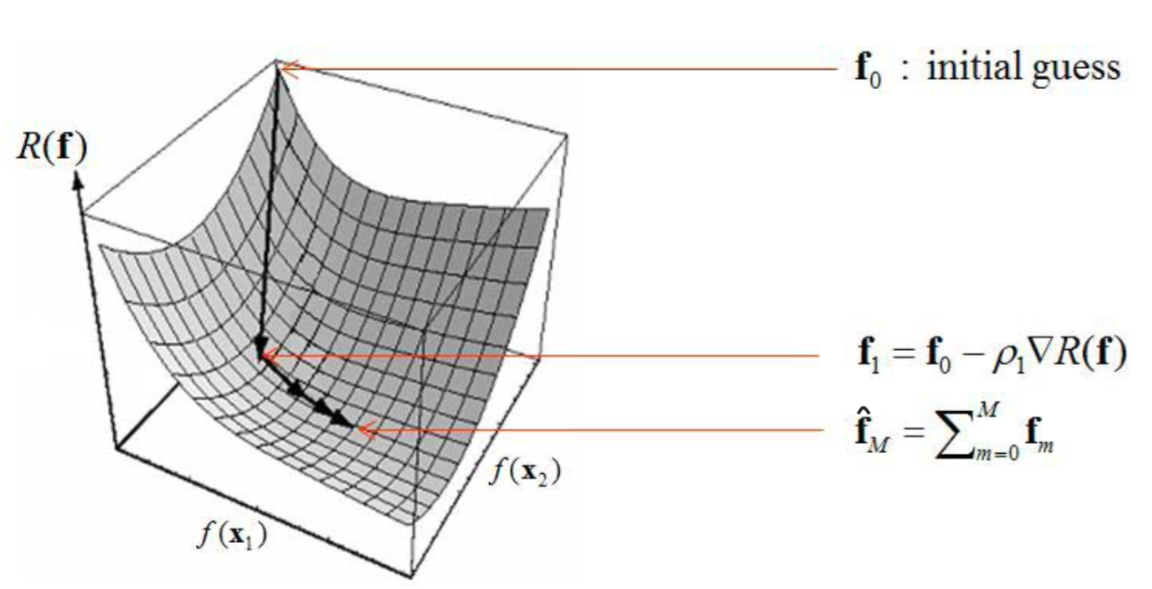 f₀ : initial guess
R(f)
f₁ = f₀ − ρ₁∇R(f)
f̂_M = ∑_{m=0}^{M} f_m
f(x₂)
f(x₁)